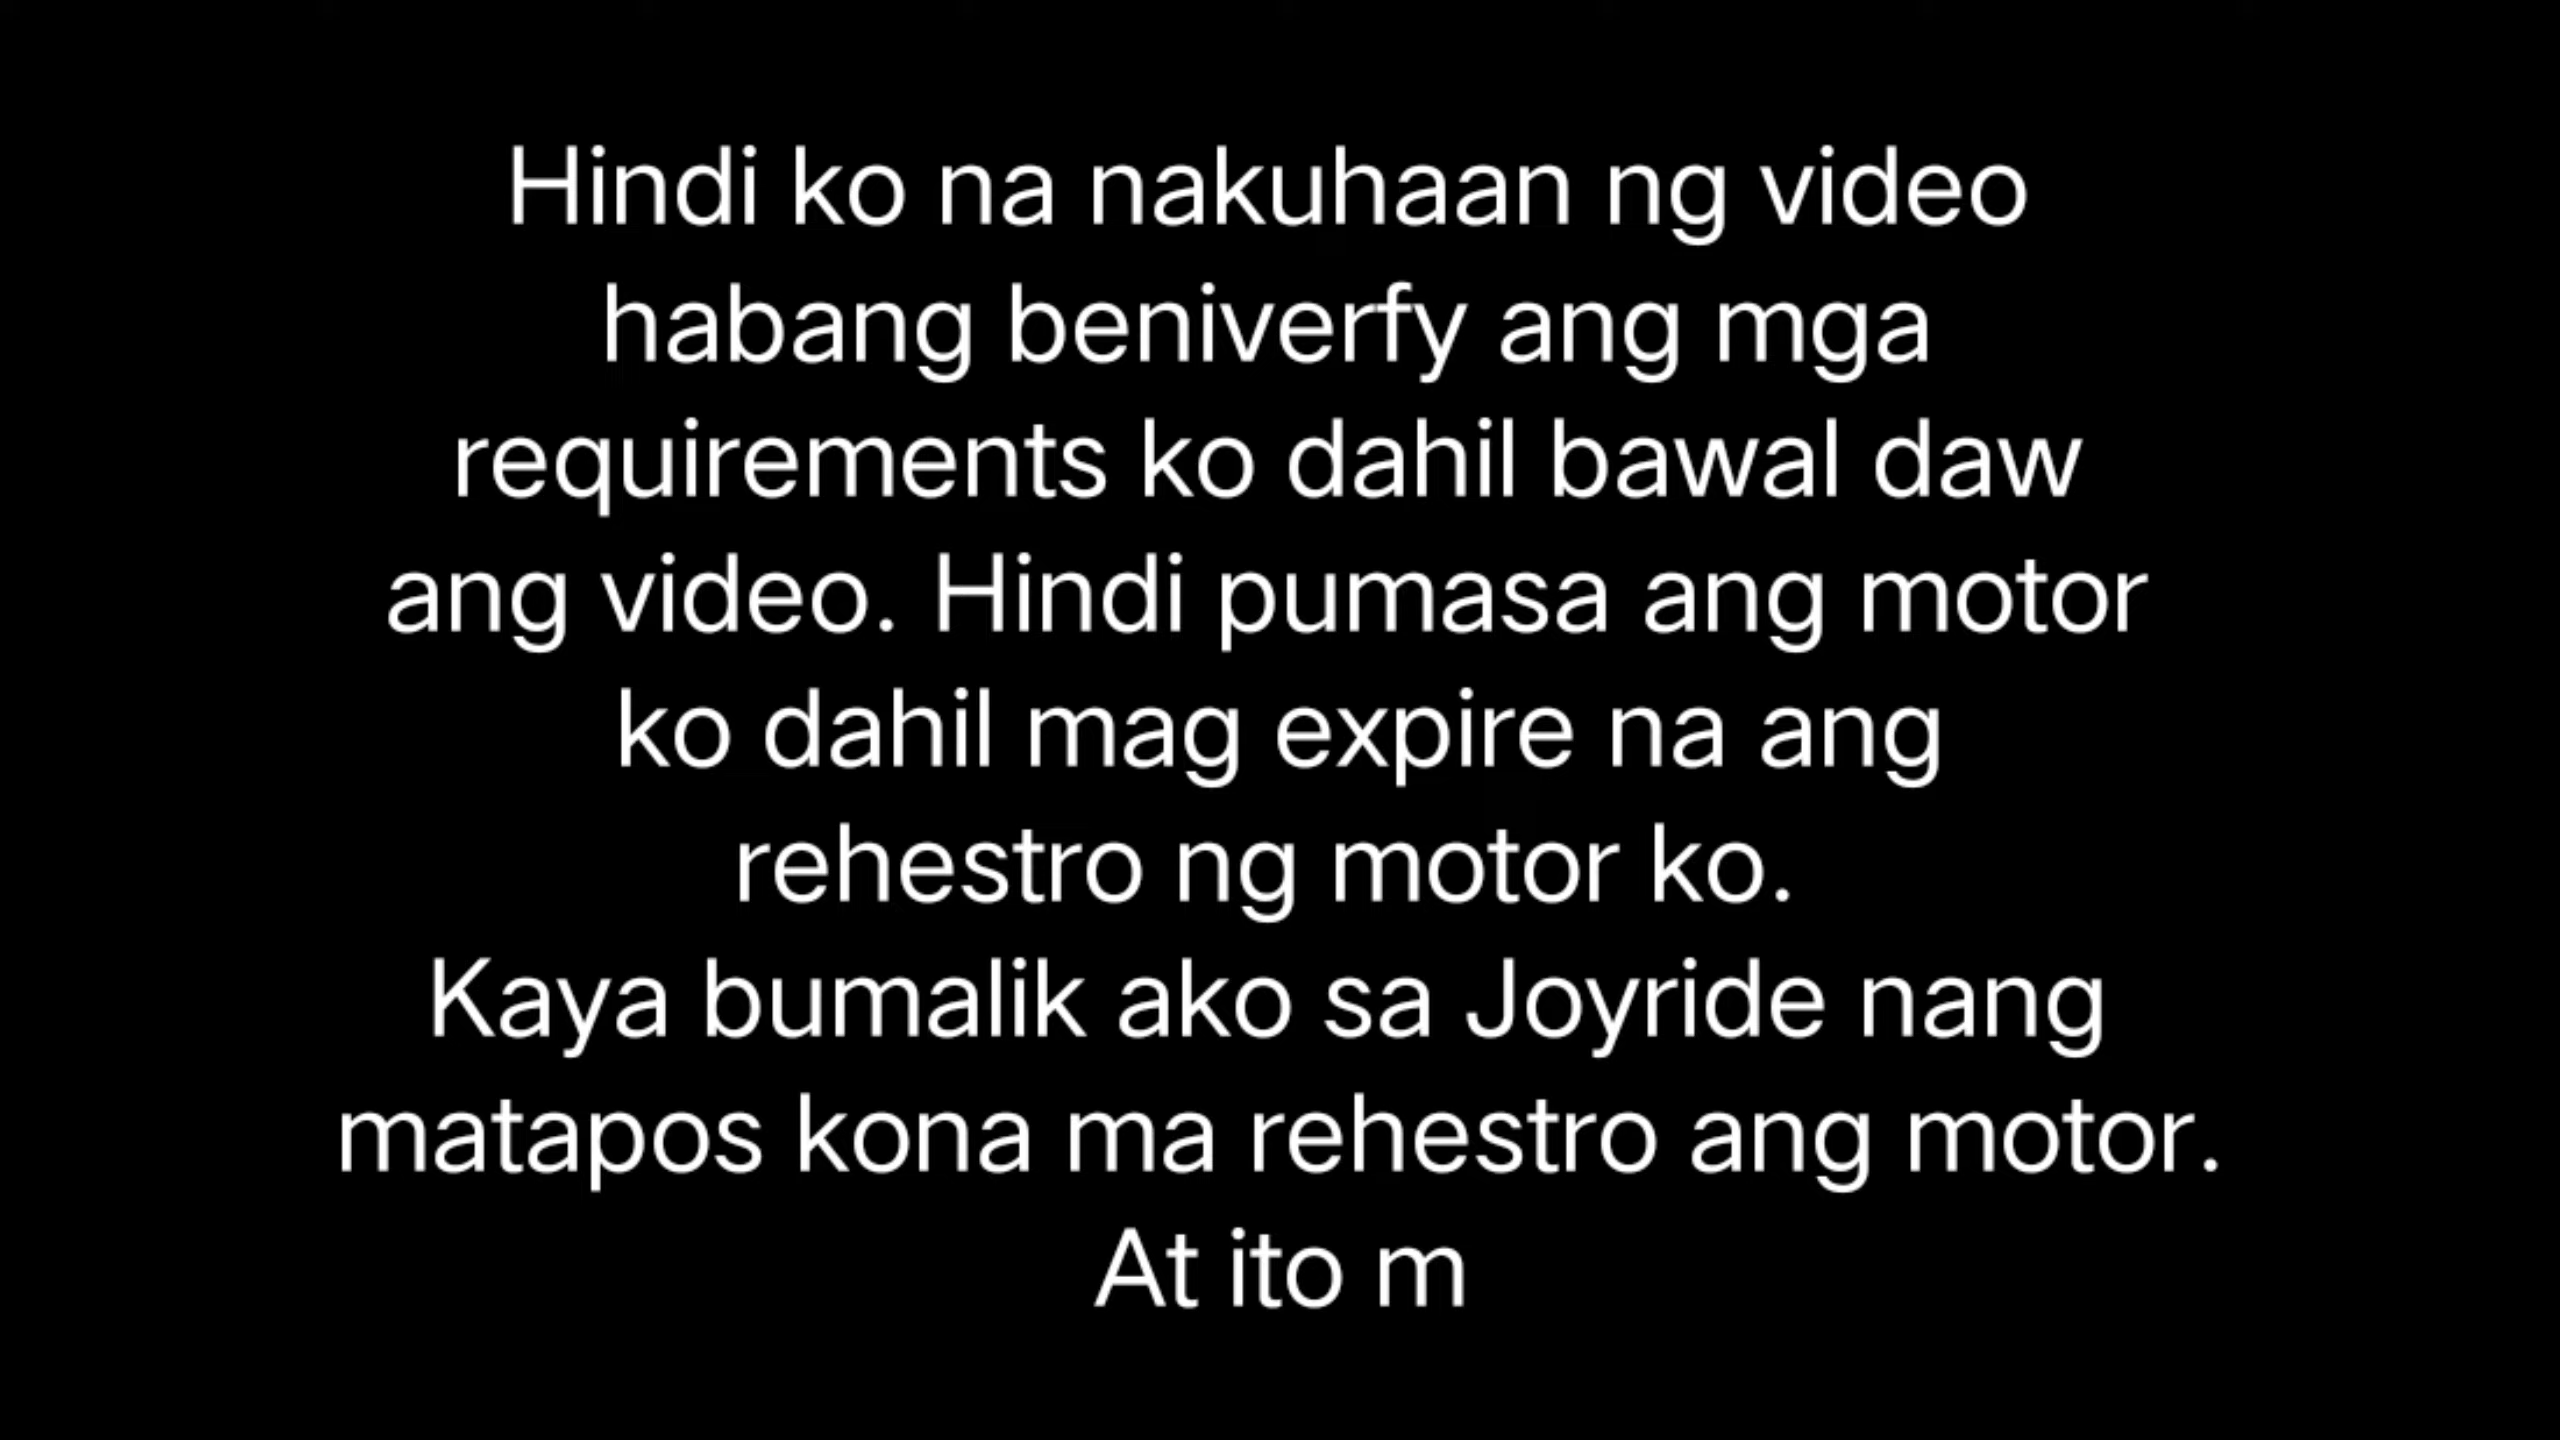 Hindi ko na nakuhaan ng video
habang beniverfy ang mga
requirements ko dahil bawal daw
ang video. Hindi pumasa ang motor
ko dahil mag expire na ang
rehestro ng motor ko.
Kaya bumalik ako sa Joyride nang
matapos kona ma rehestro ang motor.
At ito m